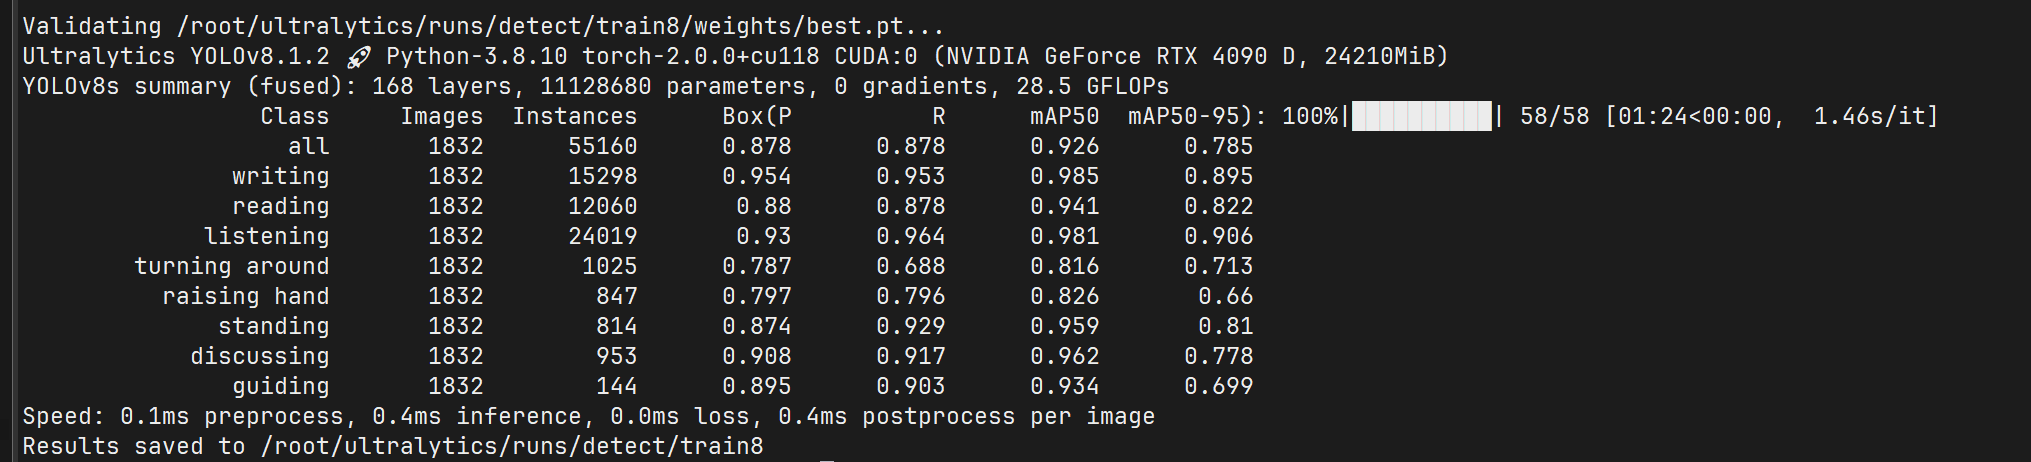 Validating /root/ultralytics/runs/detect/train8/weights/best.pt...
Ultralytics YOLOv8.1.2 🚀 Python-3.8.10 torch-2.0.0+cu118 CUDA:0 (NVIDIA GeForce RTX 4090 D, 24210MiB)
YOLOv8s summary (fused): 168 layers, 11128680 parameters, 0 gradients, 28.5 GFLOPs
Class Images Instances Box(P R mAP50 mAP50-95): 100%|██████████| 58/58 [01:24<00:00, 1.46s/it]
all 1832 55160 0.878 0.878 0.926 0.785
writing 1832 15298 0.954 0.953 0.985 0.895
reading 1832 12060 0.88 0.878 0.941 0.822
listening 1832 24019 0.93 0.964 0.981 0.906
turning around 1832 1025 0.787 0.688 0.816 0.713
raising hand 1832 847 0.797 0.796 0.826 0.66
standing 1832 814 0.874 0.929 0.959 0.81
discussing 1832 953 0.908 0.917 0.962 0.778
guiding 1832 144 0.895 0.903 0.934 0.699
Speed: 0.1ms preprocess, 0.4ms inference, 0.0ms loss, 0.4ms postprocess per image
Results saved to /root/ultralytics/runs/detect/train8